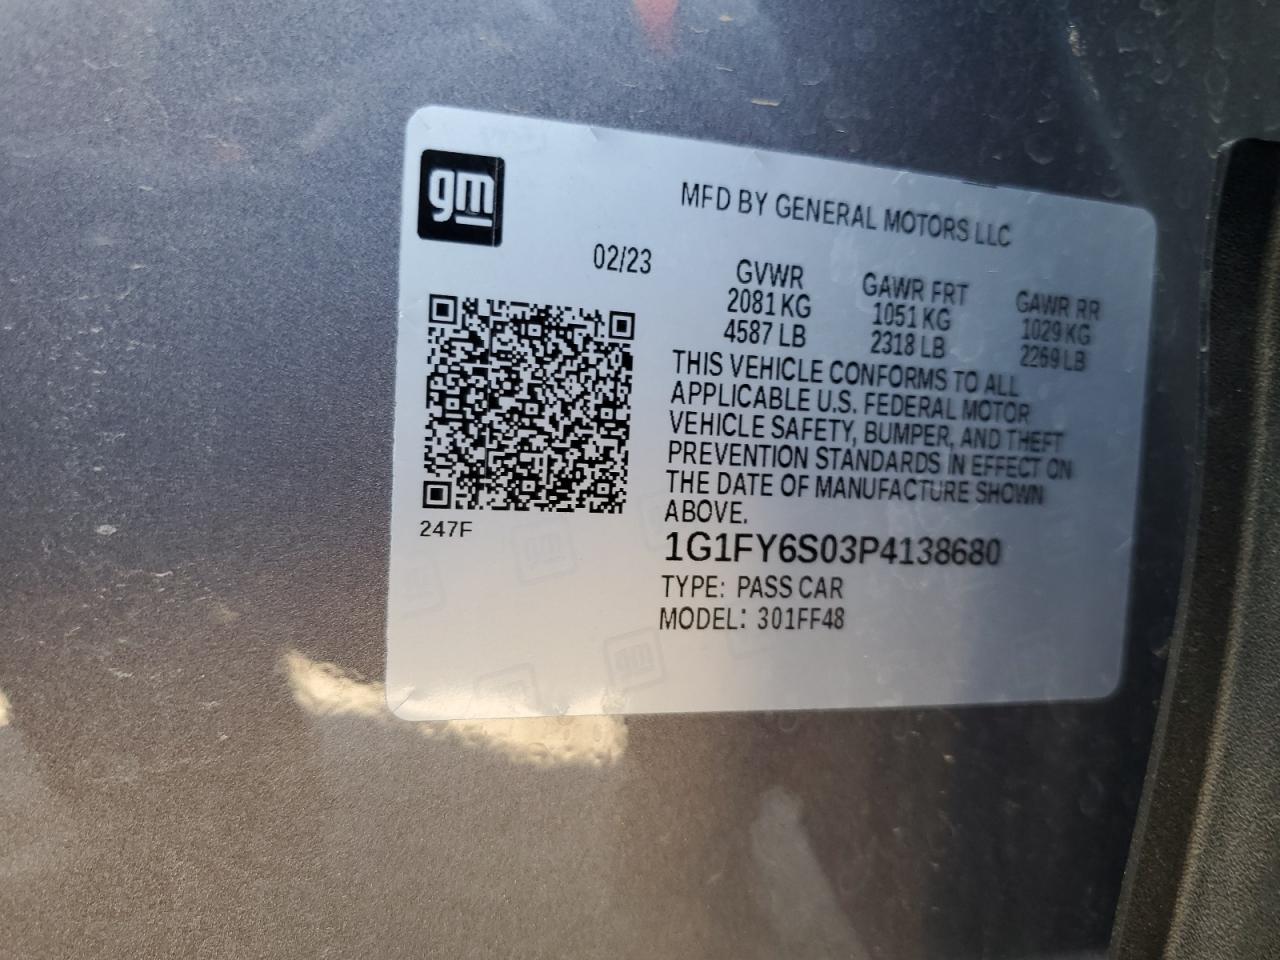 gm
MFD BY GENERAL MOTORS LLC
02/23
GVWR GAWR FRT GAWR RR
2081 KG 1051 KG 1029 KG
4587 LB 2318 LB 2269 LB
THIS VEHICLE CONFORMS TO ALL
APPLICABLE U.S. FEDERAL MOTOR
VEHICLE SAFETY, BUMPER, AND THEFT
PREVENTION STANDARDS IN EFFECT ON
THE DATE OF MANUFACTURE SHOWN
ABOVE.
247F
1G1FY6S03P4138680
TYPE: PASS CAR
MODEL: 301FF48